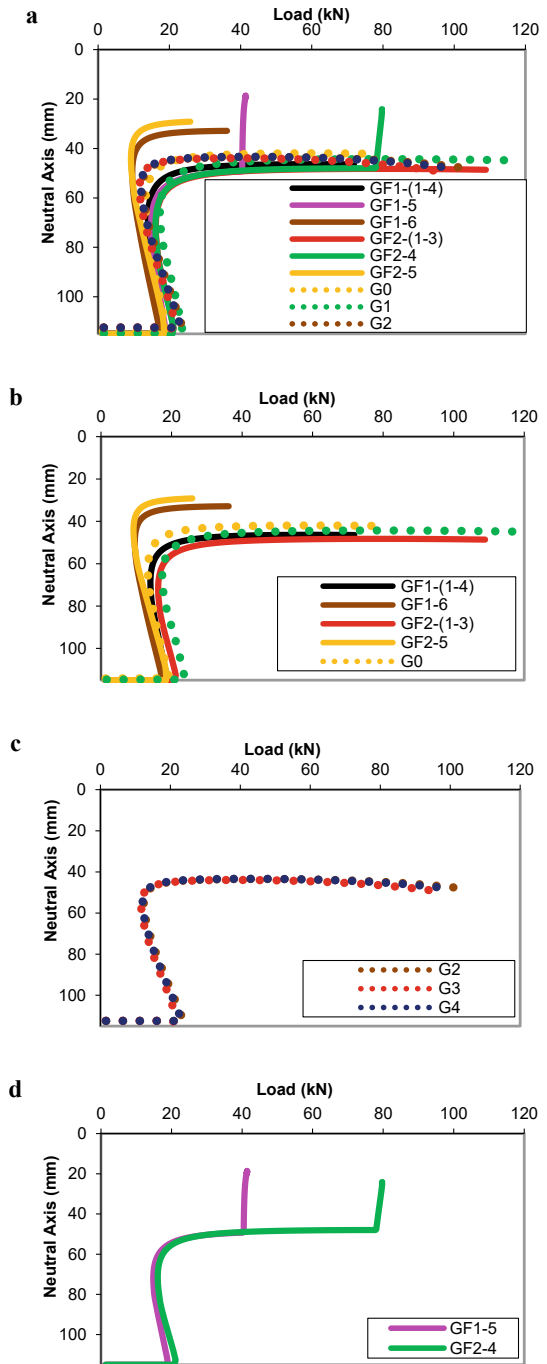 a
Load (kN)
0 20 40 60 80 100 120
Neutral Axis (mm)
0
20
40
60
80
100
GF1-(1-4)
GF1-5
GF1-6
GF2-(1-3)
GF2-4
GF2-5
G0
G1
G2
b
Load (kN)
0 20 40 60 80 100 120
Neutral Axis (mm)
0
20
40
60
80
100
GF1-(1-4)
GF1-6
GF2-(1-3)
GF2-5
G0
c
Load (kN)
0 20 40 60 80 100 120
Neutral Axis (mm)
0
20
40
60
80
100
G2
G3
G4
d
Load (kN)
0 20 40 60 80 100 120
Neutral Axis (mm)
0
20
40
60
80
100
GF1-5
GF2-4